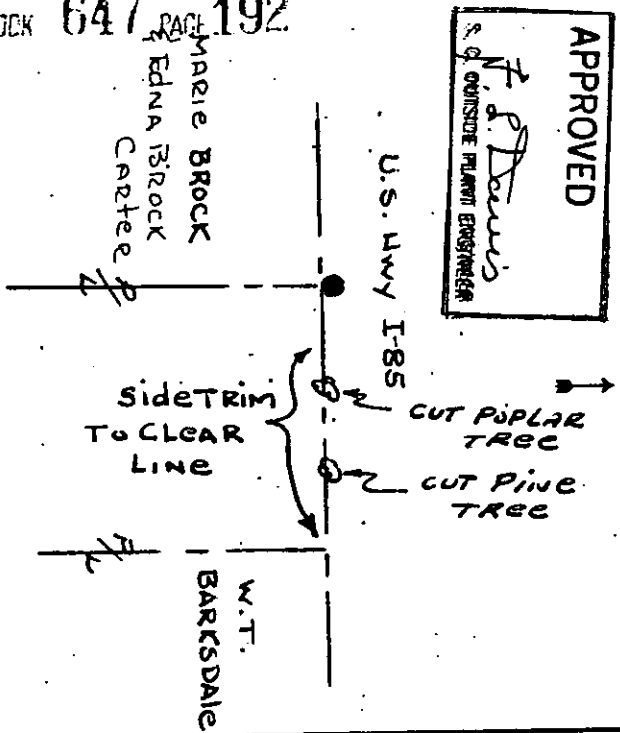 647 PAGE 192
APPROVED
U.S. Hwy I-85
MARIE BROCK
& EDNA BROCK
CARTER
SideTRIM
To CLEAR
LINE
CUT POPLAR
TREE
CUT PINE
TREE
P/L
P/L
W.T.
BARKSDALE